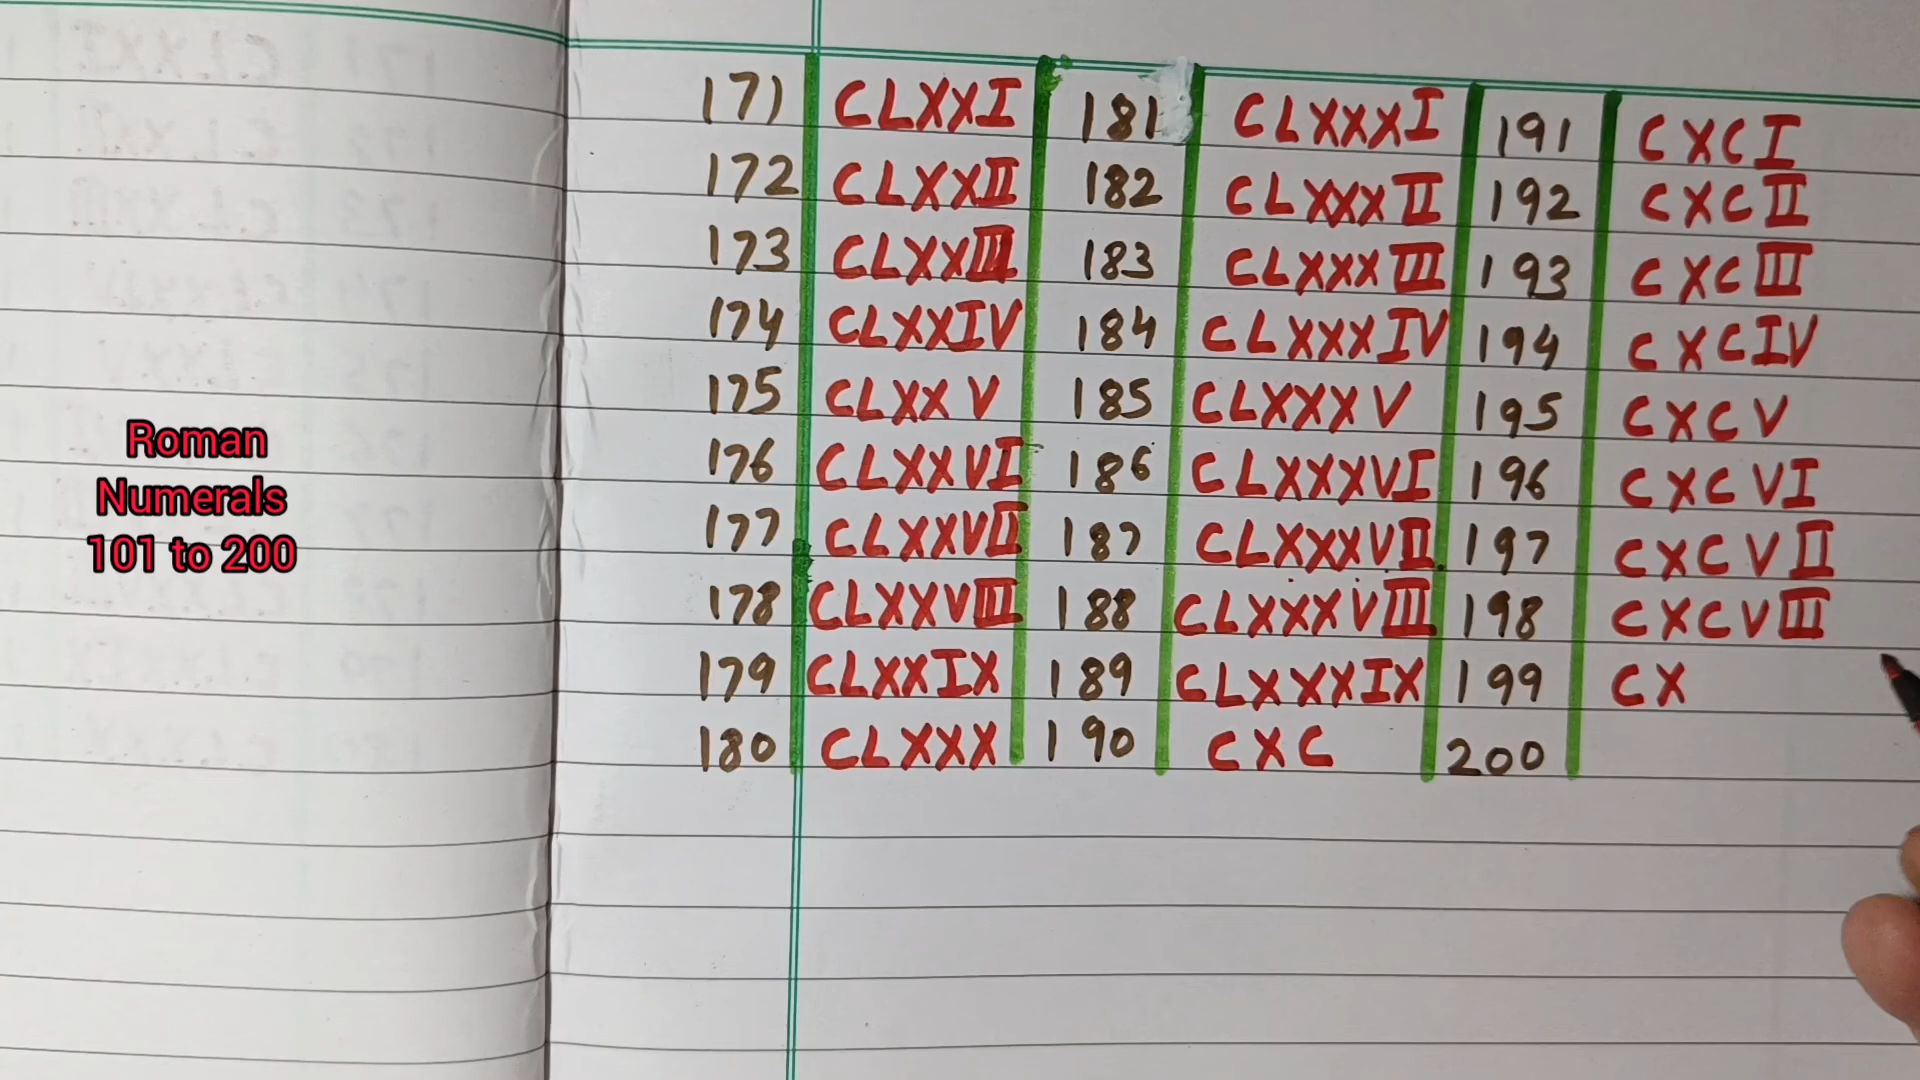 Roman
Numerals
101 to 200
171 CLXXI 181 CLXXXI 191 CXCI
172 CLXXII 182 CLXXXII 192 CXCII
173 CLXXIII 183 CLXXXIII 193 CXCIII
174 CLXXIV 184 CLXXXIV 194 CXCIV
175 CLXXV 185 CLXXXV 195 CXCV
176 CLXXVI 186 CLXXXVI 196 CXCVI
177 CLXXVII 187 CLXXXVII 197 CXCVII
178 CLXXVIII 188 CLXXXVIII 198 CXCVIII
179 CLXXIX 189 CLXXXIX 199 CX
180 CLXXX 190 CXC 200